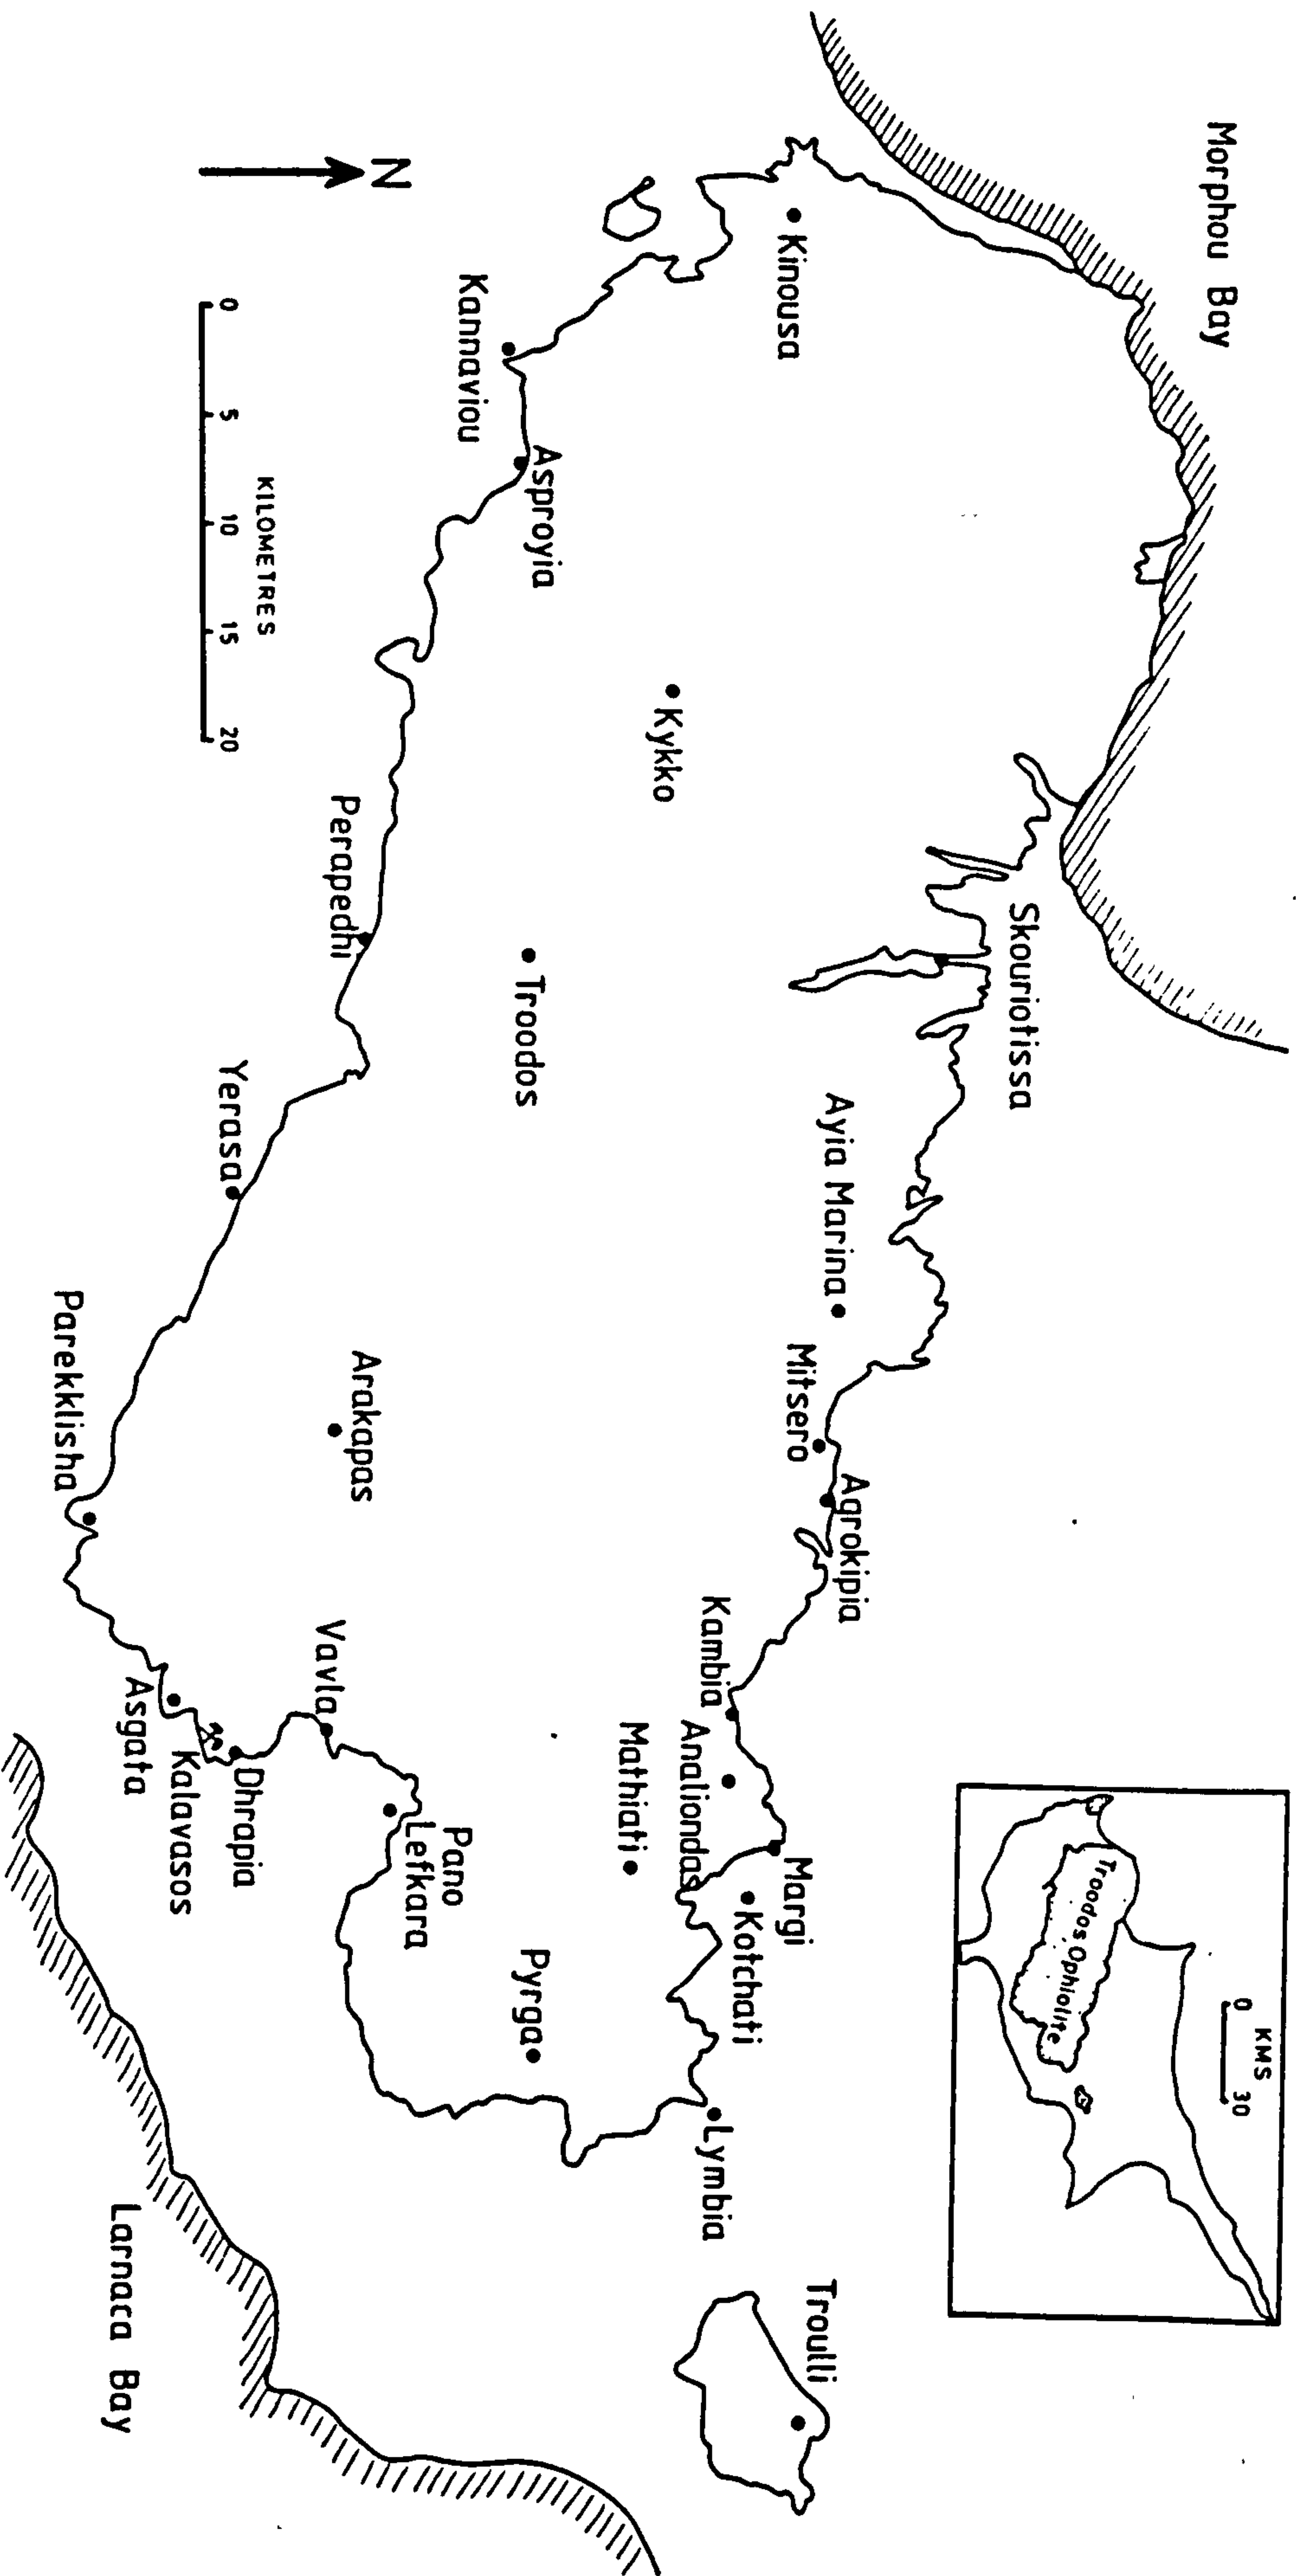 Morphou Bay
N
Kinousa
Kannaviou
Asproyia
0 5 10 15 20
KILOMETRES
Kykko
Perapedhi
Troodos
Skouriotissa
Yerasa
Ayia Marina
Parekklisha
Arakapas
Mitsero
Agrokipia
Kambia
Analiondas
Mathiati
Margi
Kotchati
Vavla
Asgata
Kalavasos
Dhrapia
Pano
Lefkara
Pyrga
Lymbia
Troulli
Larnaca Bay
KMS
0 30
Troodos Ophiolite